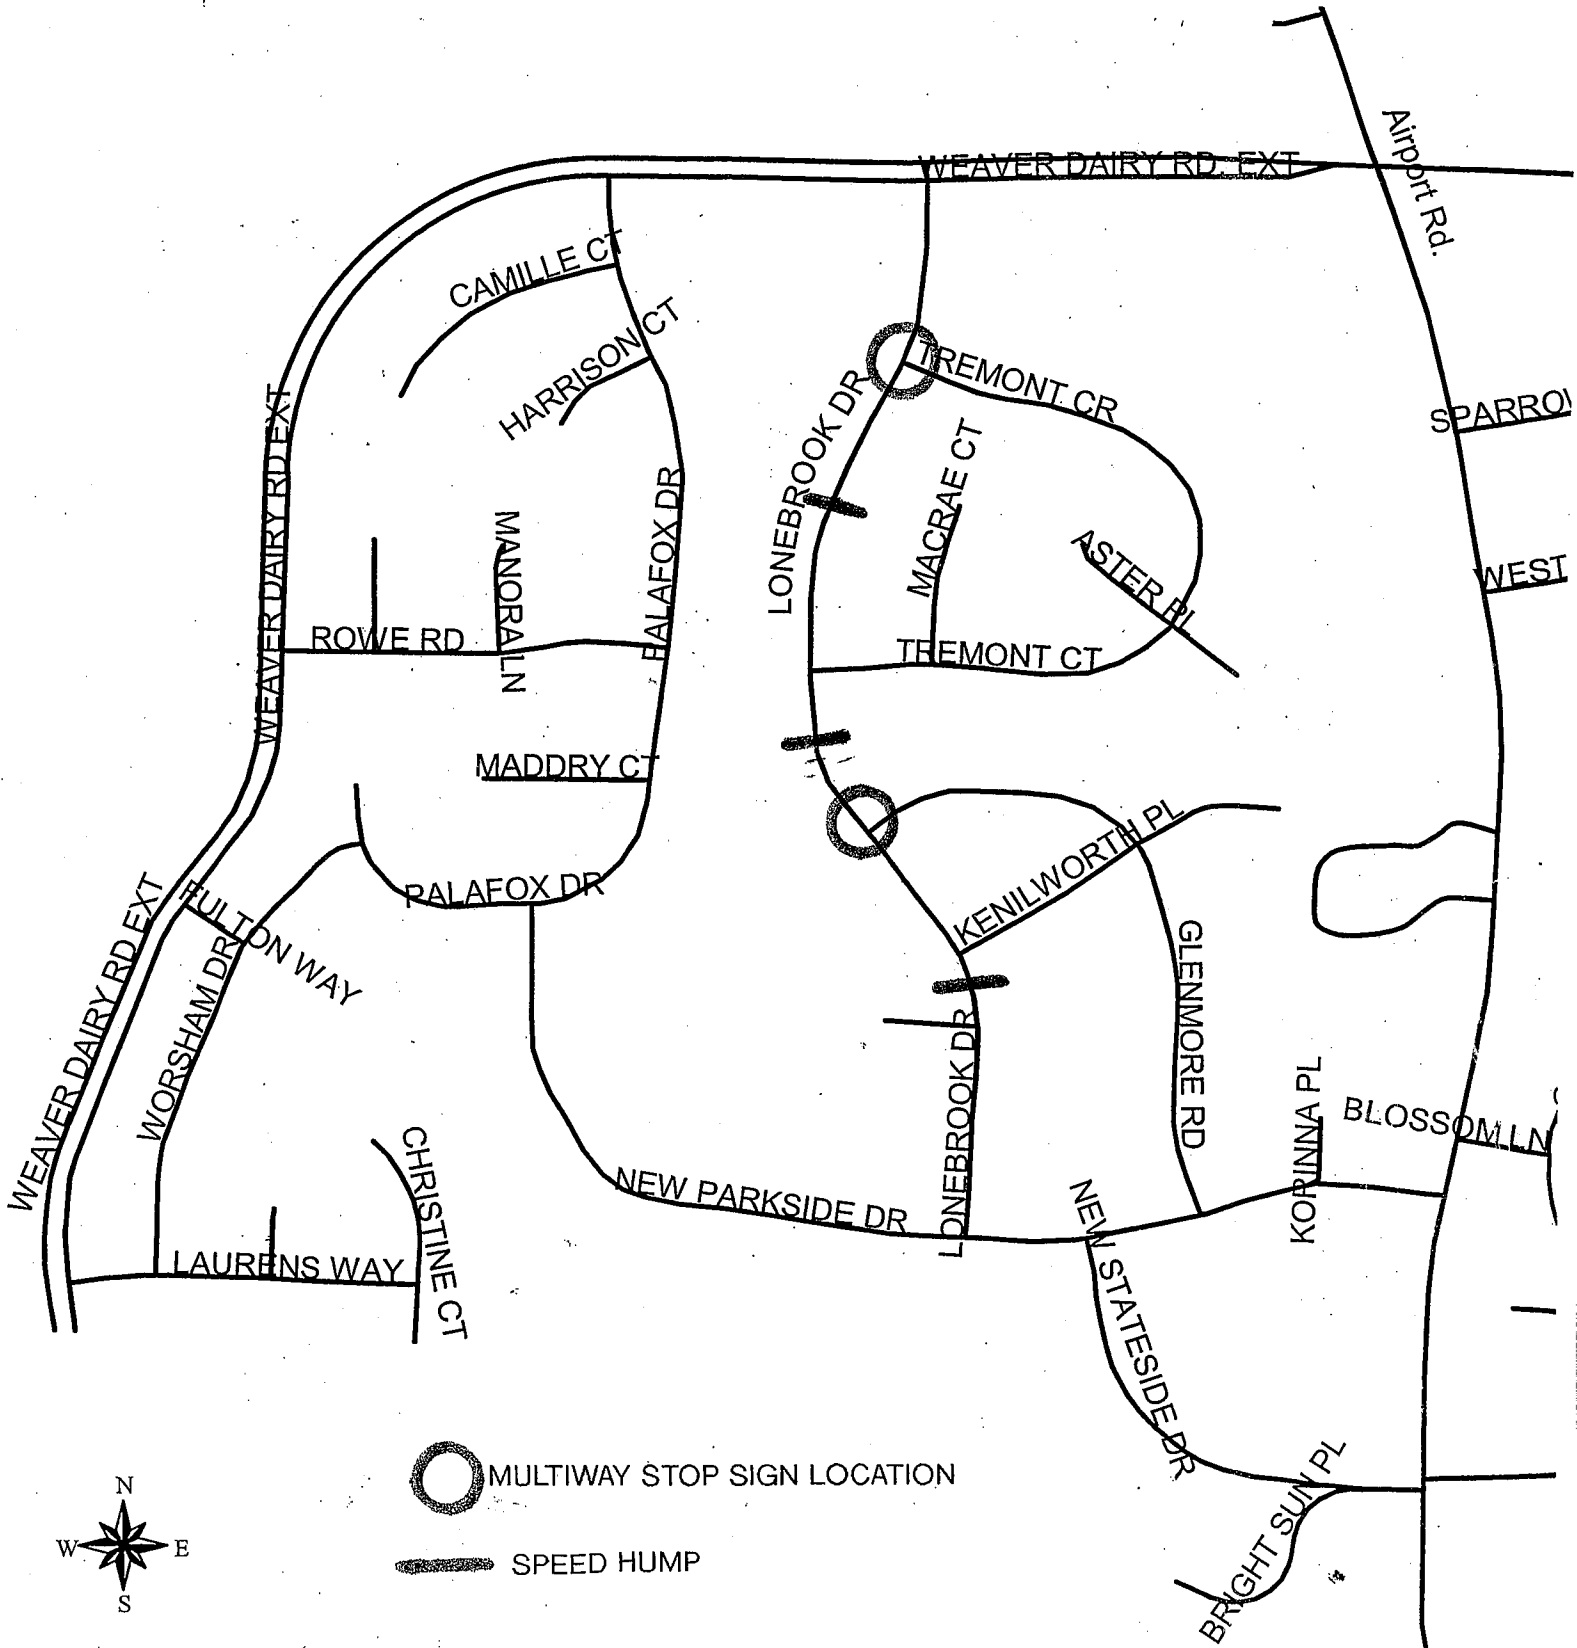 Airport Rd.
WEAVER DAIRY RD. EXT
CAMILLE CT
HARRISON CT
TREMONT CR
LONEBROOK DR
MACRAE CT
SPARROW
WEAVER DAIRY RD EXT
MANORA LN
PALAFOX DR
ASTER PL
WEST
ROWE RD
TREMONT CT
MADDRY CT
KENILWORTH PL
PALAFOX DR
FULTON WAY
WEAVER DAIRY RD EXT
WORSHAM DR
GLENMORE RD
LONEBROOK DR
KORINNA PL
BLOSSOM LN
CHRISTINE CT
NEW PARKSIDE DR
NEW STATESIDE DR
LAURENS WAY
BRIGHT SUN PL
N
W E
S
MULTIWAY STOP SIGN LOCATION
SPEED HUMP